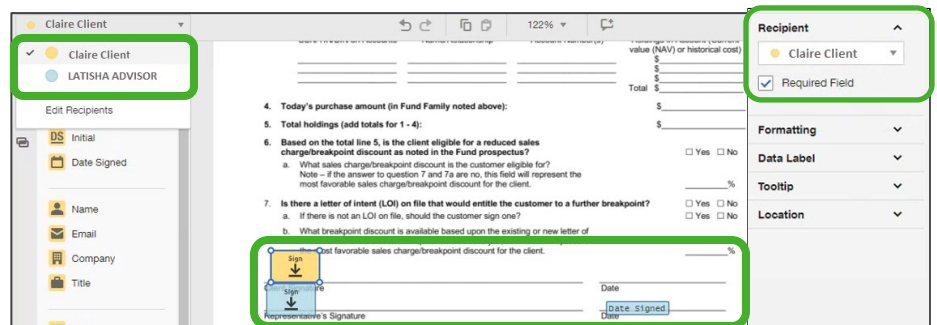 Claire Client
122%
Claire Client
LATISHA ADVISOR
Edit Recipients
DS Initial
Date Signed
Name
Email
Company
Title
value (NAV) or historical cost)
$
$
$
Total $
4. Today's purchase amount (in Fund Family noted above): $
5. Total holdings (add totals for 1 - 4): $
6. Based on the total line 5, is the client eligible for a reduced sales
charge/breakpoint discount as noted in the Fund prospectus? ☐ Yes ☐ No
a. What sales charge/breakpoint discount is the customer eligible for?
Note – if the answer to question 7 and 7a are no, this field will represent the
most favorable sales charge/breakpoint discount for the client. %
7. Is there a letter of intent (LOI) on file that would entitle the customer to a further breakpoint? ☐ Yes ☐ No
a. If there is not an LOI on file, should the customer sign one? ☐ Yes ☐ No
b. What breakpoint discount is available based upon the existing or new letter of
most favorable sales charge/breakpoint discount for the client. %
Sign
Date
Sign
Date Signed
Representative's Signature Date
Recipient
Claire Client
Required Field
Formatting
Data Label
Tooltip
Location